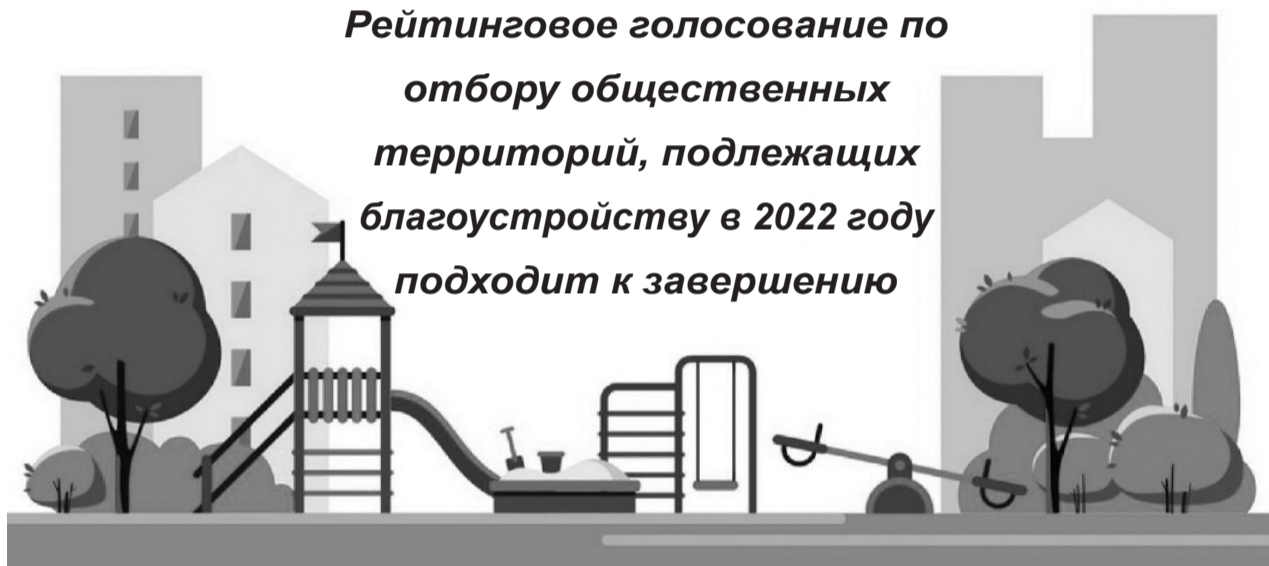 Рейтинговое голосование по
отбору общественных
территорий, подлежащих
благоустройству в 2022 году
подходит к завершению